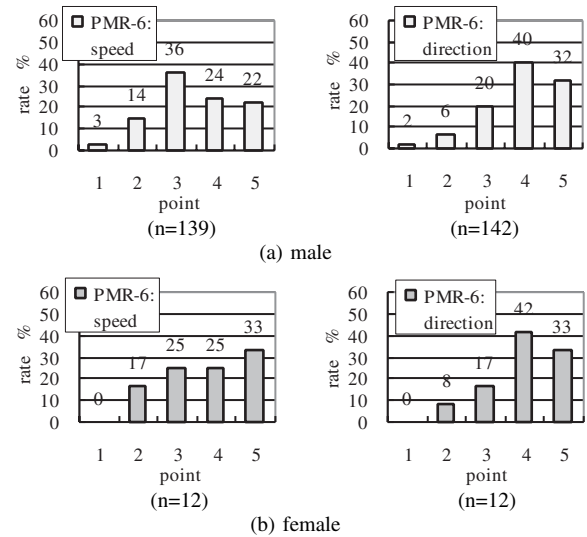 60
50
40
30
20
10
0
rate %
PMR-6:
speed
3
14
36
24
22
1 2 3 4 5
point
(n=139)
60
50
40
30
20
10
0
rate %
PMR-6:
direction
2
6
20
40
32
1 2 3 4 5
point
(n=142)
(a) male
60
50
40
30
20
10
0
rate %
PMR-6:
speed
0
17
25
25
33
1 2 3 4 5
point
(n=12)
60
50
40
30
20
10
0
rate %
PMR-6:
direction
0
8
17
42
33
1 2 3 4 5
point
(n=12)
(b) female